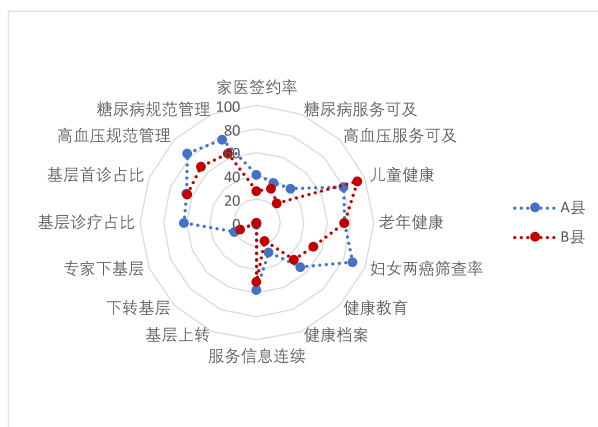 家医签约率
糖尿病服务可及
高血压服务可及
儿童健康
老年健康
妇女两癌筛查率
健康教育
健康档案
服务信息连续
基层上转
下转基层
专家下基层
基层诊疗占比
基层首诊占比
高血压规范管理
糖尿病规范管理
100
80
60
40
20
0
A县
B县